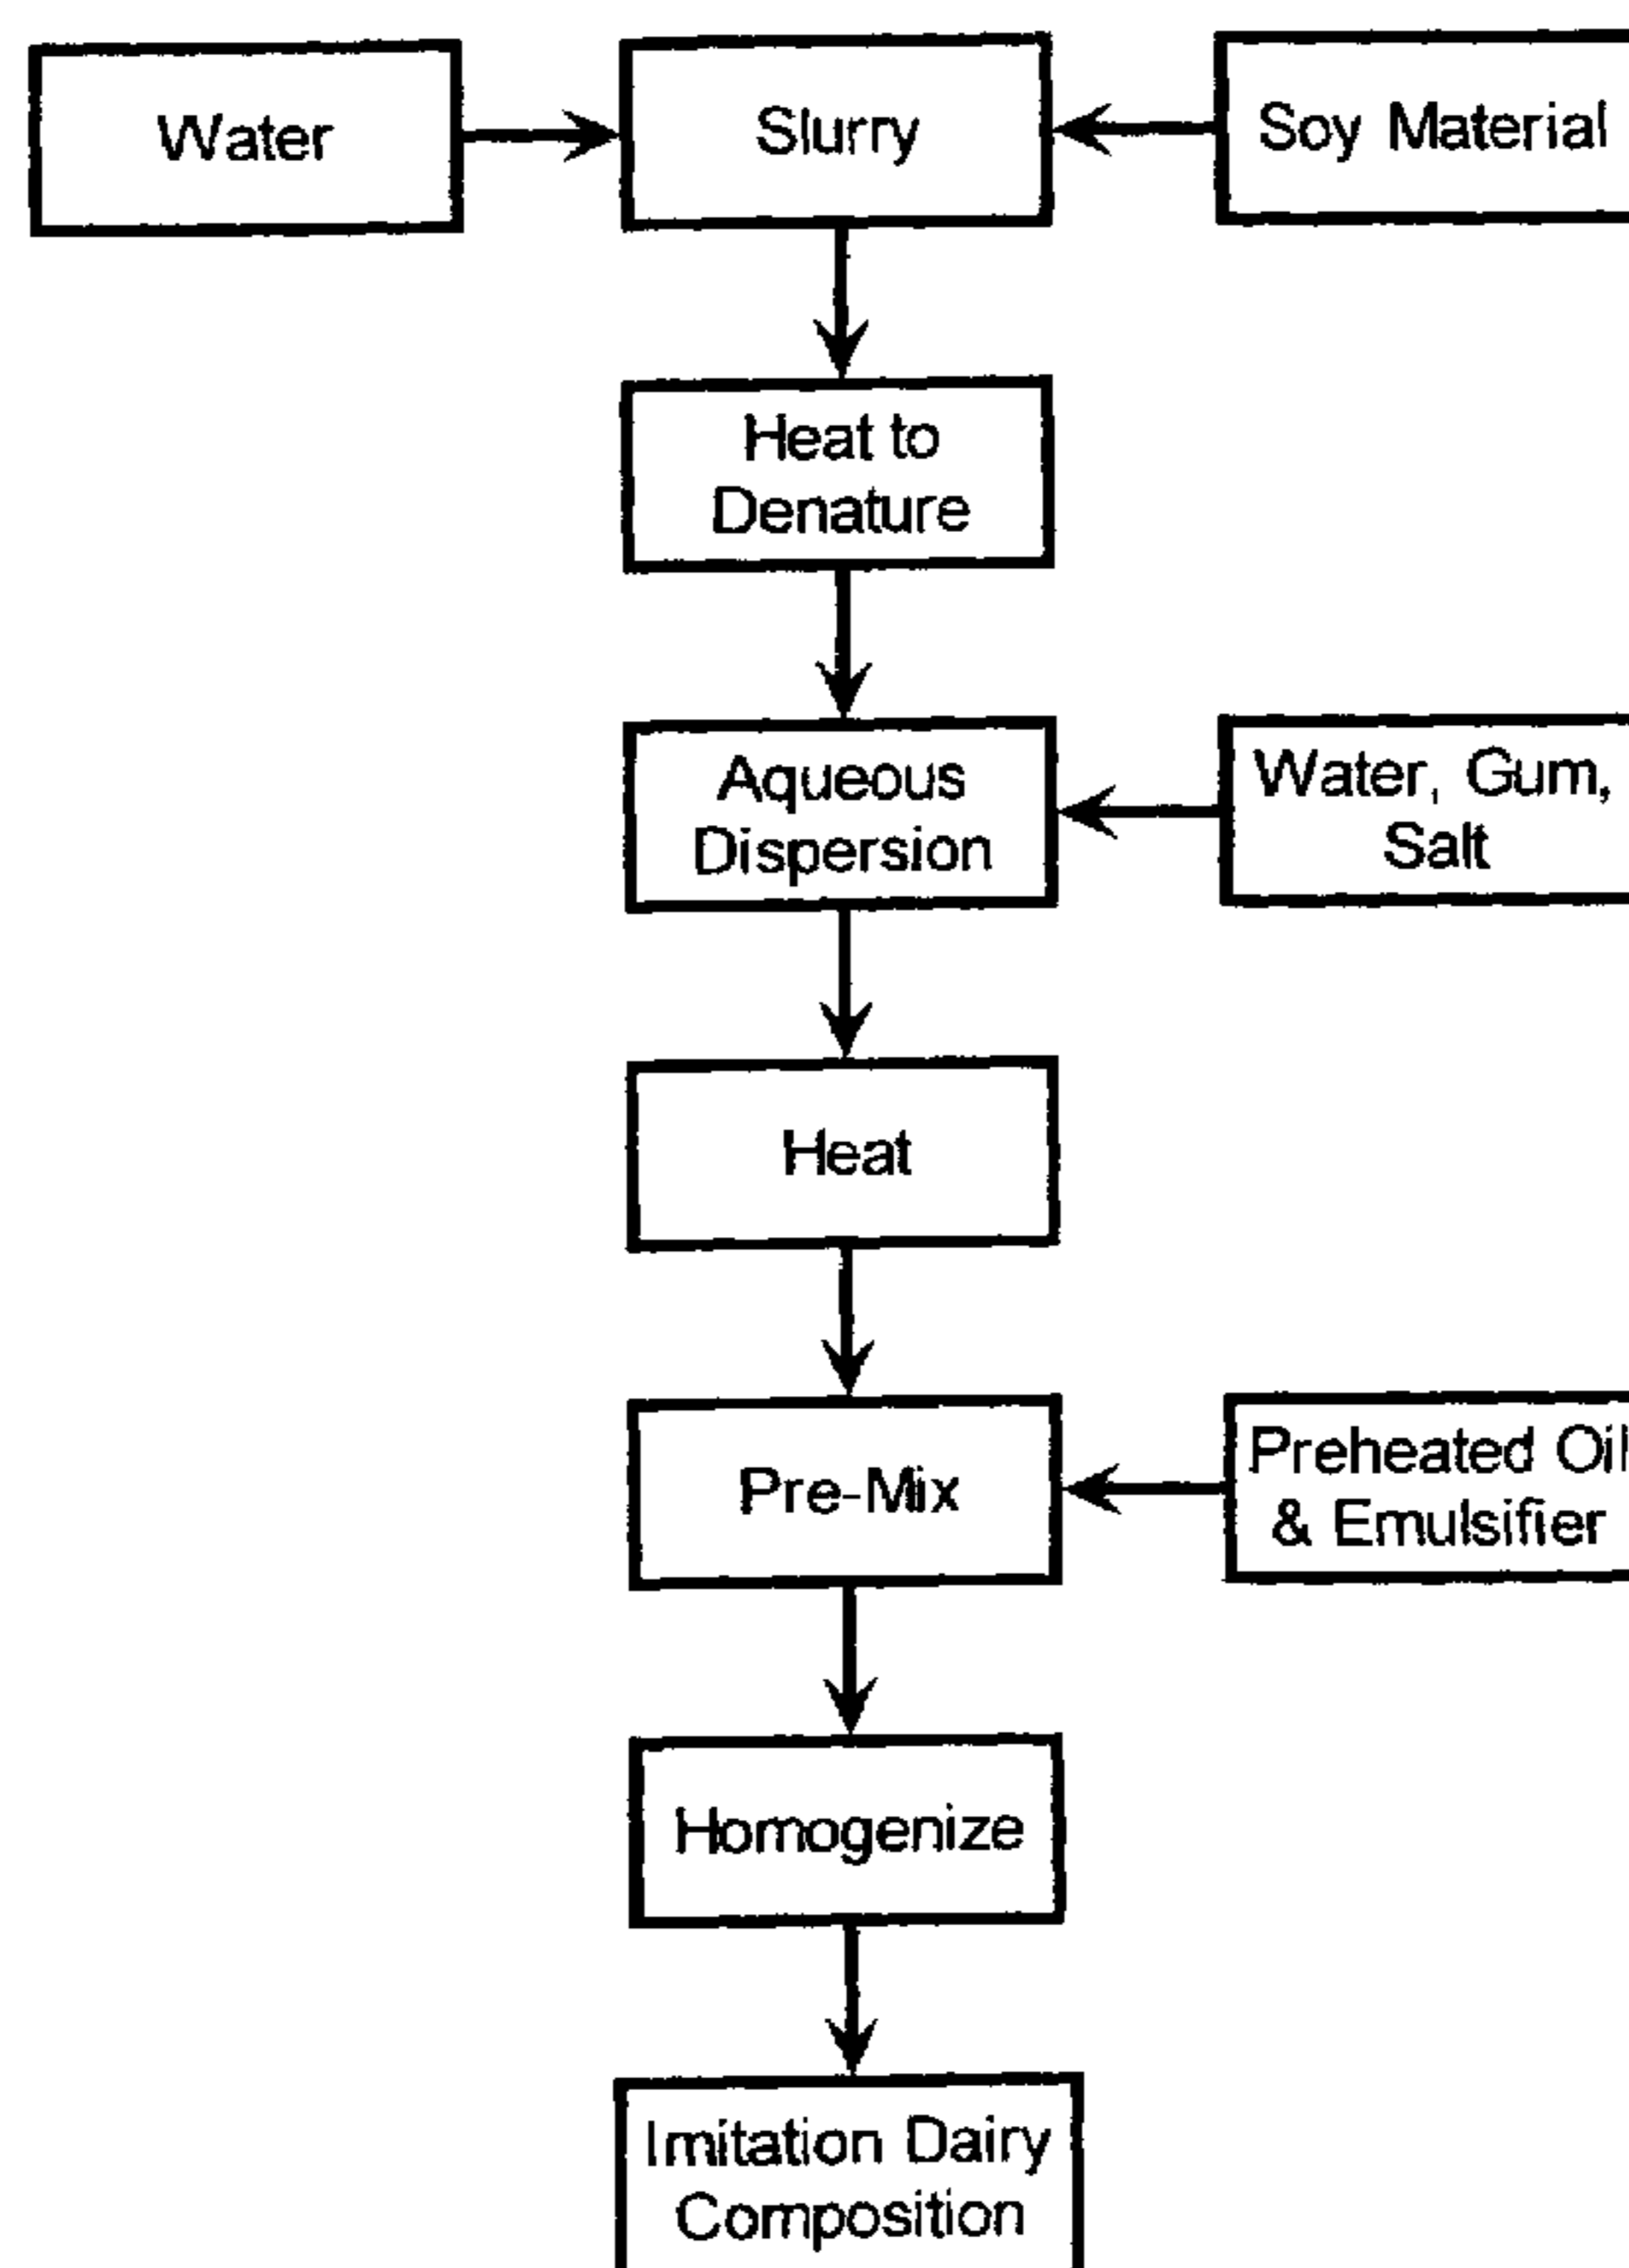 Water
Slurry
Soy Material
Heat to
Denature
Aqueous
Dispersion
Water, Gum,
Salt
Heat
Pre-Mix
Preheated Oil
& Emulsifier
Homogenize
Imitation Dairy
Composition